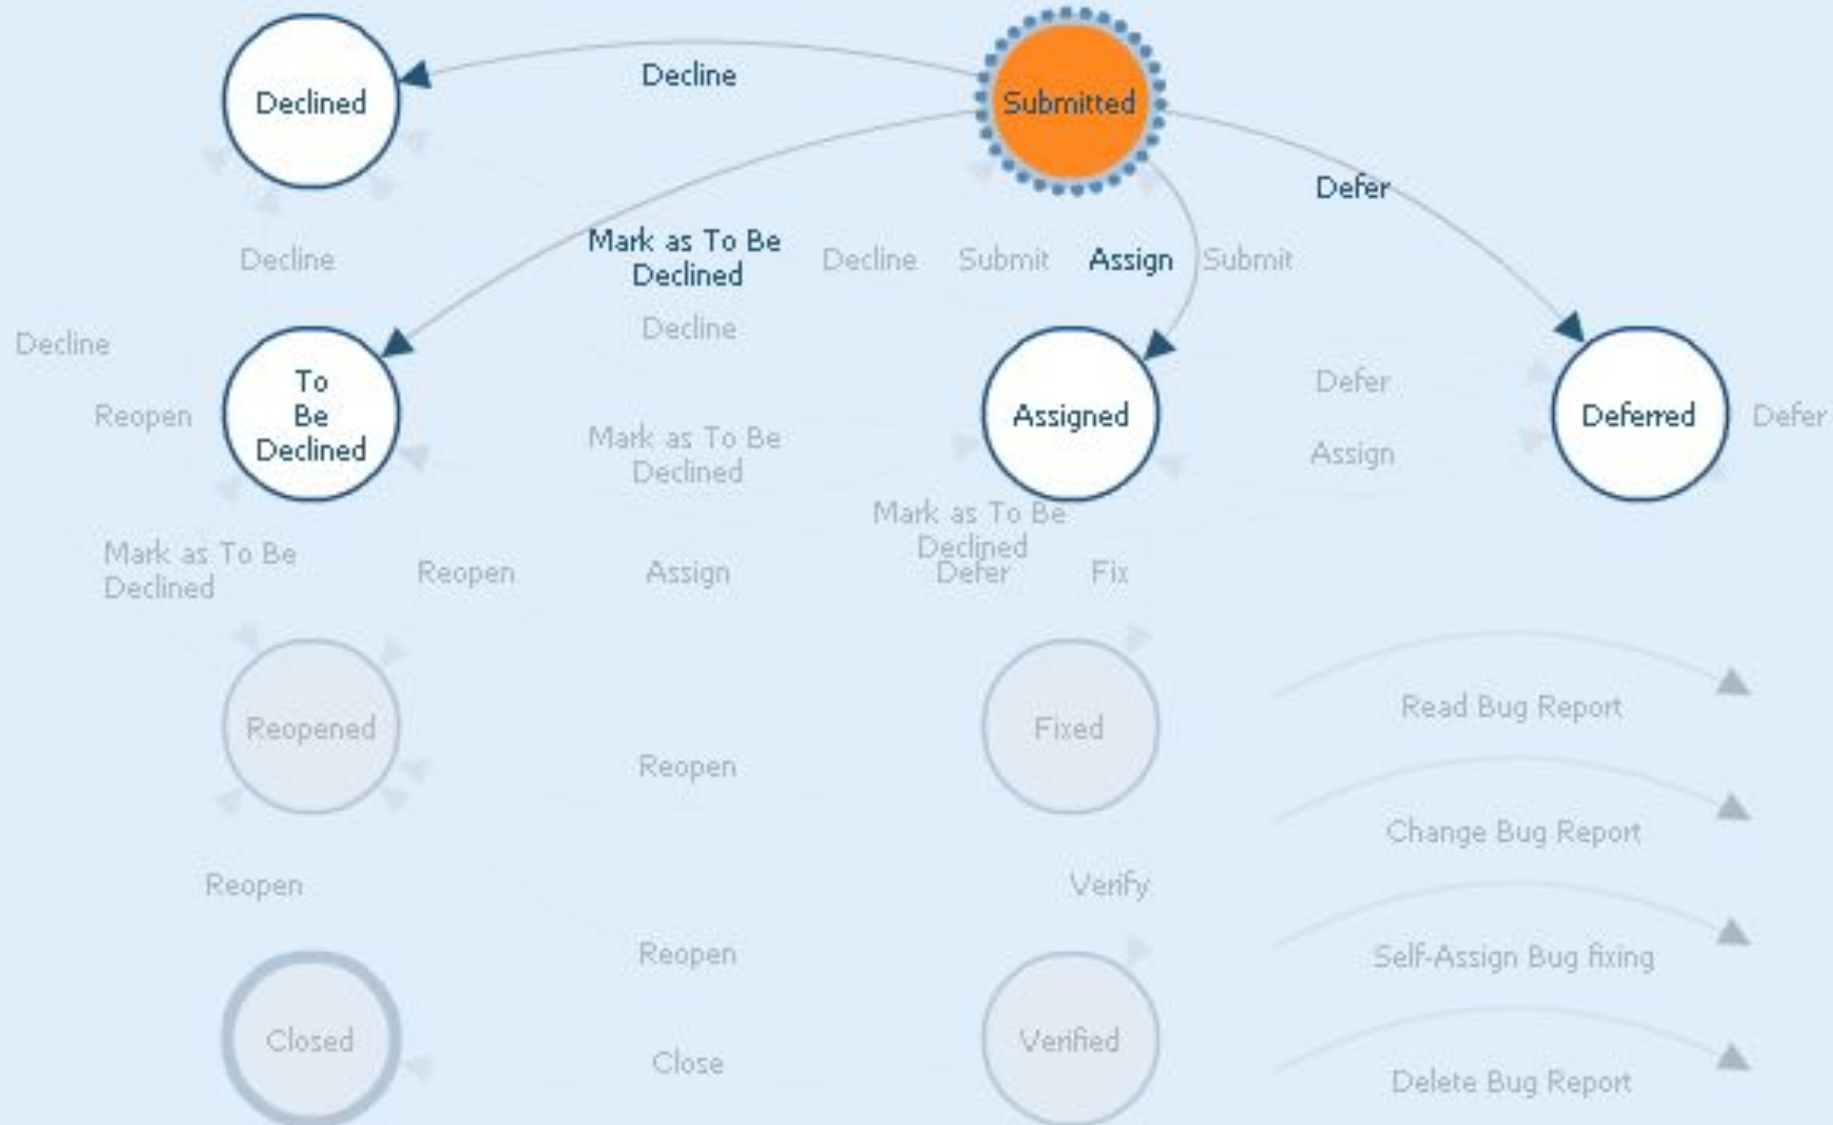 Decline
Declined
Submitted
Defer
Mark as To Be
Declined
Decline
Decline
Submit
Assign
Submit
Decline
Decline
To
Be
Declined
Reopen
Mark as To Be
Declined
Assigned
Defer
Assign
Deferred
Defer
Mark as To Be
Declined
Mark as To Be
Declined
Reopen
Assign
Defer
Fix
Reopened
Fixed
Read Bug Report
Reopen
Change Bug Report
Reopen
Verify
Reopen
Self-Assign Bug fixing
Closed
Verified
Close
Delete Bug Report